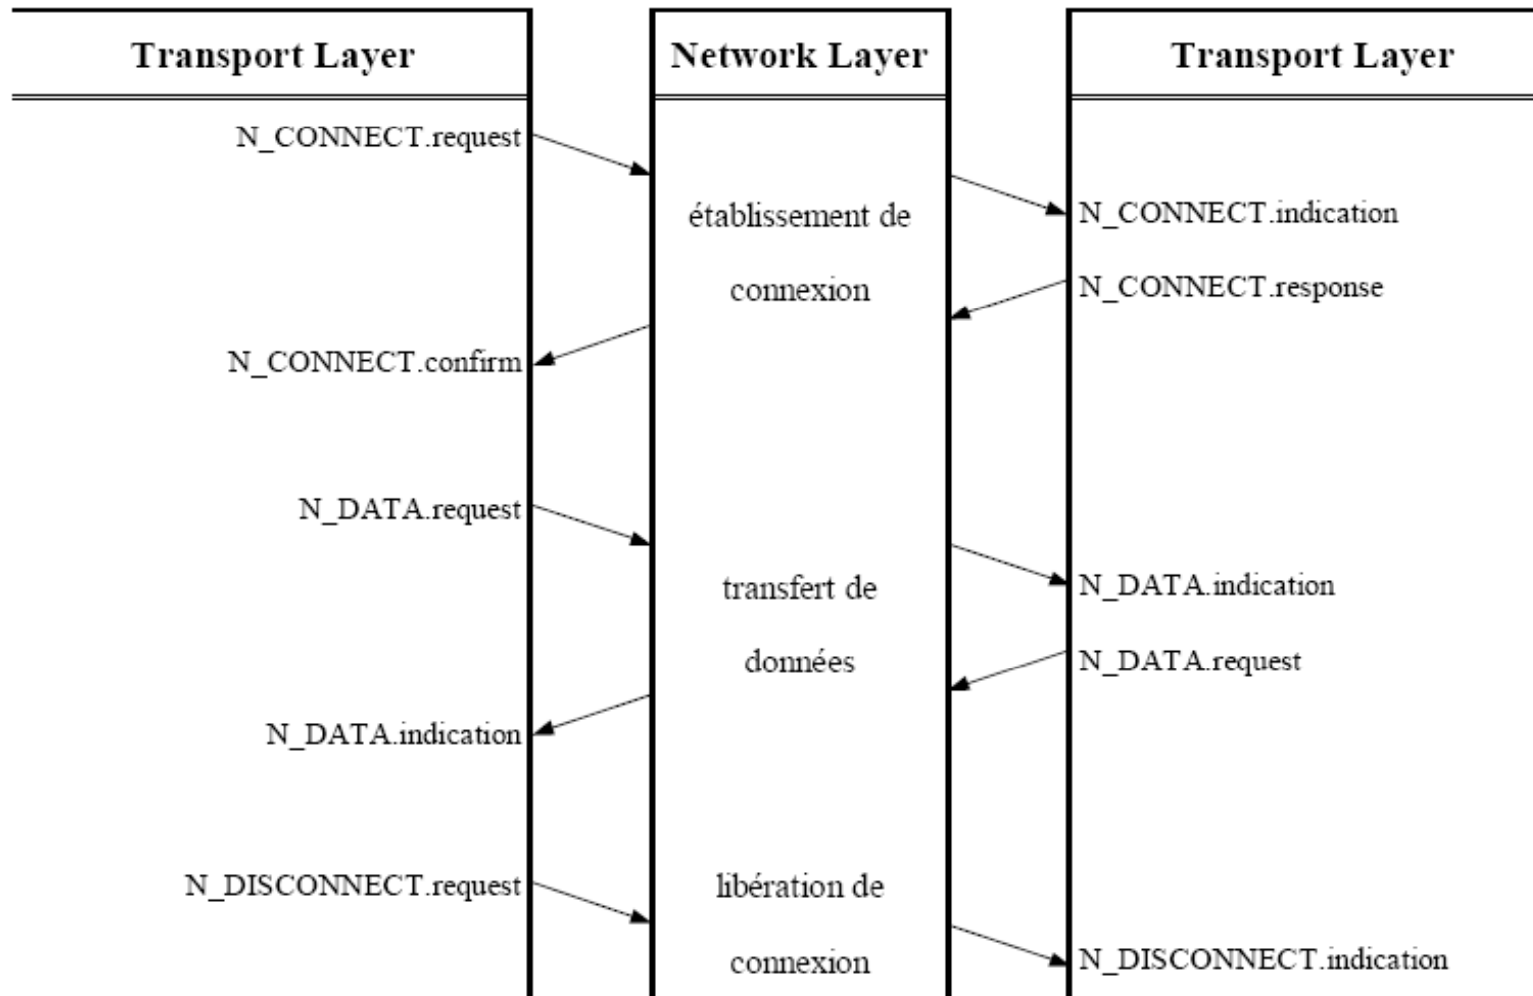 Transport Layer
Network Layer
Transport Layer
N_CONNECT.request
établissement de
N_CONNECT.indication
connexion
N_CONNECT.response
N_CONNECT.confirm
N_DATA.request
transfert de
N_DATA.indication
données
N_DATA.request
N_DATA.indication
N_DISCONNECT.request
libération de
connexion
N_DISCONNECT.indication